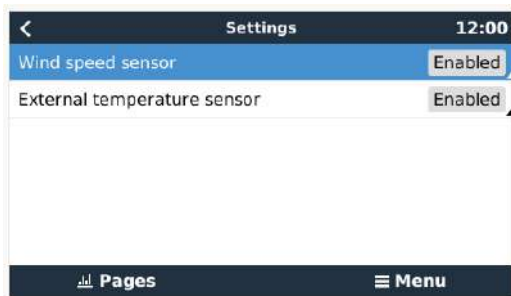 Settings 12:00
Wind speed sensor Enabled
External temperature sensor Enabled
Pages Menu